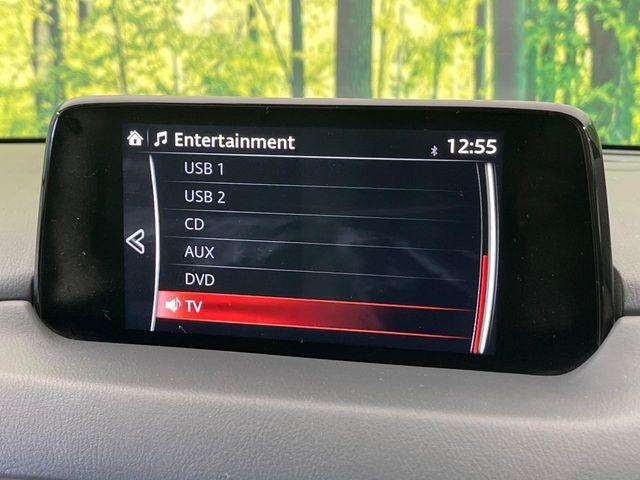 Entertainment 12:55
USB 1
USB 2
CD
AUX
DVD
TV